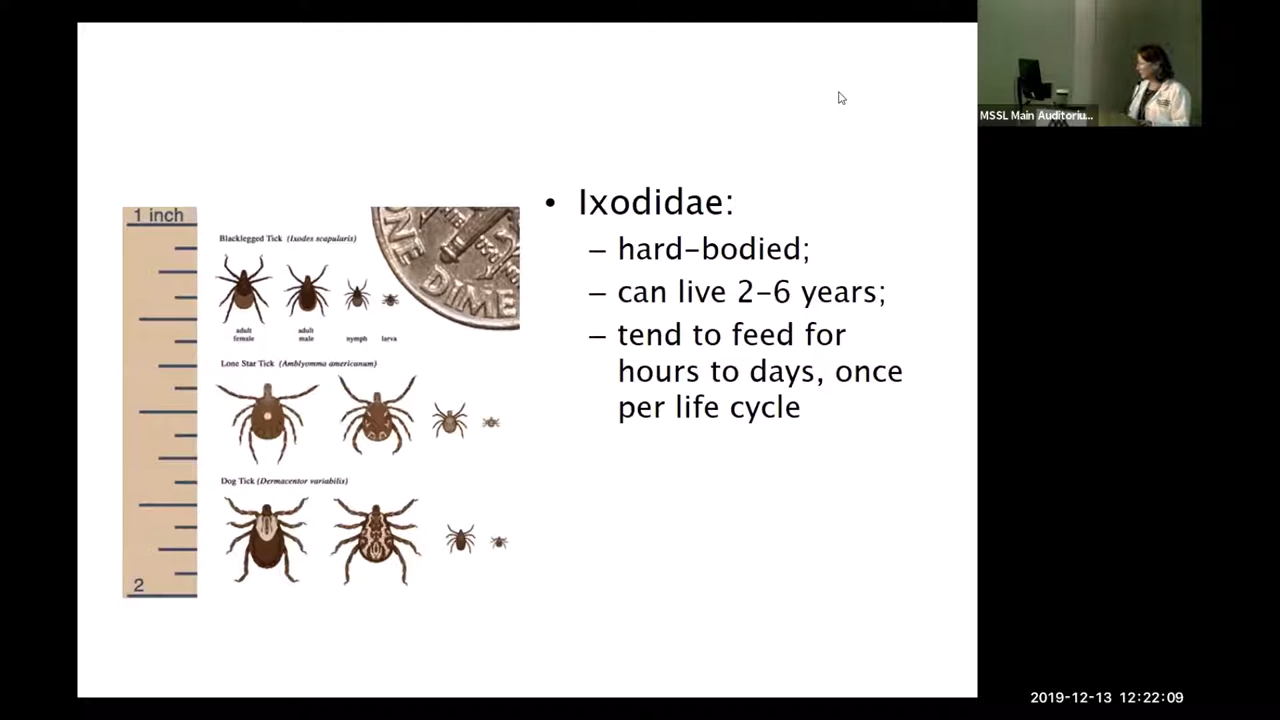 MSSL Main Auditoriu...
• Ixodidae:
– hard-bodied;
– can live 2-6 years;
– tend to feed for
hours to days, once
per life cycle
1 inch
2
Blacklegged Tick (Ixodes scapularis)
adult
female
adult
male
nymph
larva
ONE DIME
Lone Star Tick (Amblyomma americanum)
Dog Tick (Dermacentor variabilis)
2019-12-13 12:22:09